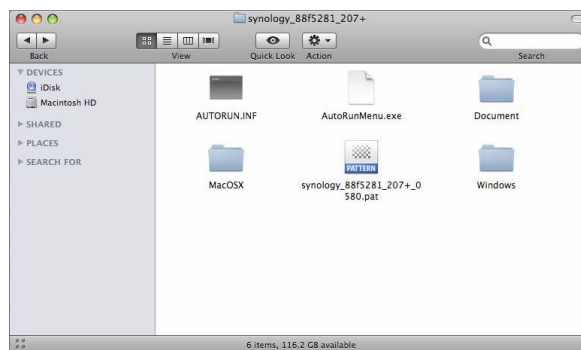 synology_88f5281_207+
Back
View
Quick Look
Action
Search
DEVICES
iDisk
Macintosh HD
SHARED
PLACES
SEARCH FOR
AUTORUN.INF
AutoRunMenu.exe
Document
MacOSX
PATTERN
synology_88f5281_207+_0
580.pat
Windows
6 items, 116.2 GB available